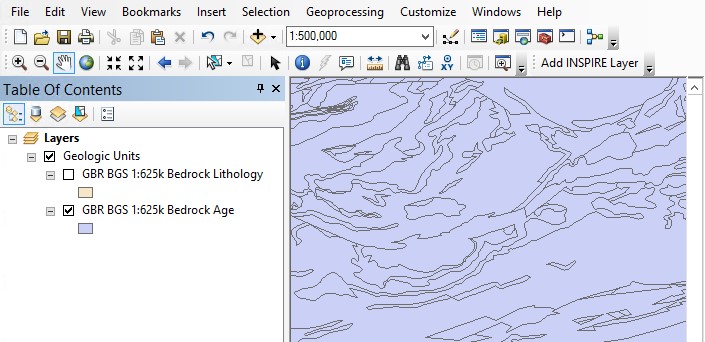 File Edit View Bookmarks Insert Selection Geoprocessing Customize Windows Help
1:500,000
XY Add INSPIRE Layer
Table Of Contents
Layers
Geologic Units
GBR BGS 1:625k Bedrock Lithology
GBR BGS 1:625k Bedrock Age